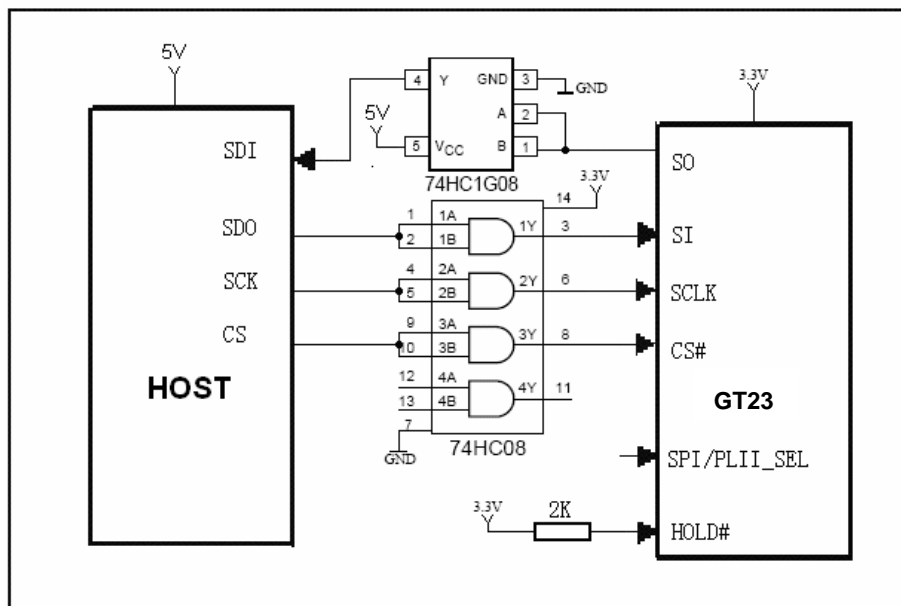 5V
SDI
SDO
SCK
CS
HOST
4 Y GND 3
GND
A 2
5V
5 VCC B 1
74HC1G08
3.3V
14
1 1A 1Y 3
2 1B
4 2A 2Y 6
5 2B
9 3A 3Y 8
10 3B
12 4A 4Y 11
13 4B
7
GND
74HC08
3.3V
SO
SI
SCLK
CS#
GT23
SPI/PLII_SEL
3.3V 2K
HOLD#